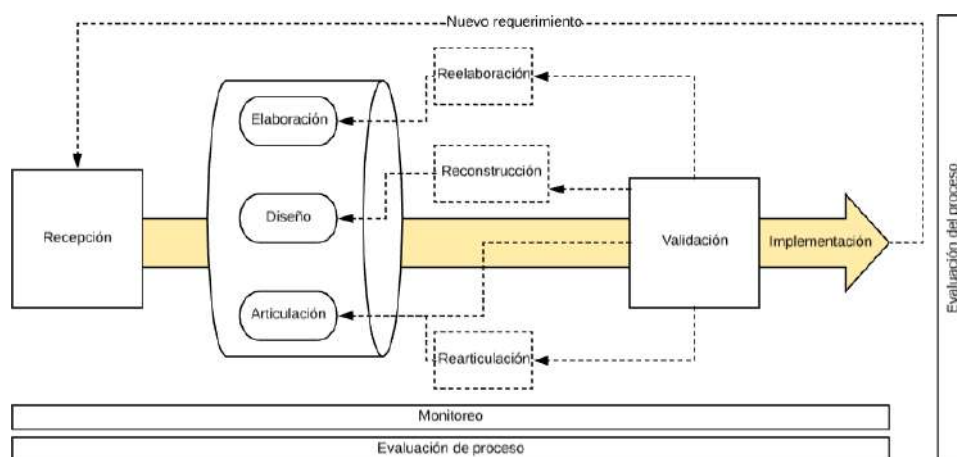 Nuevo requerimiento
Reelaboración
Elaboración
Reconstrucción
Recepción
Diseño
Validación
Implementación
Articulación
Rearticulación
Monitoreo
Evaluación de proceso
Evaluación del proceso